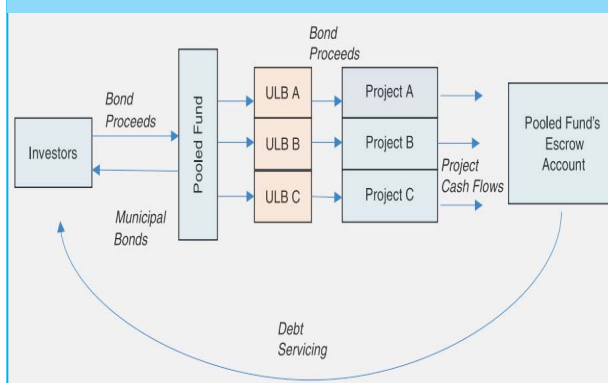 Bond
Proceeds
Bond
Proceeds
Investors
Municipal
Bonds
Pooled Fund
ULB A
ULB B
ULB C
Project A
Project B
Project C
Project
Cash Flows
Pooled Fund's
Escrow
Account
Debt
Servicing